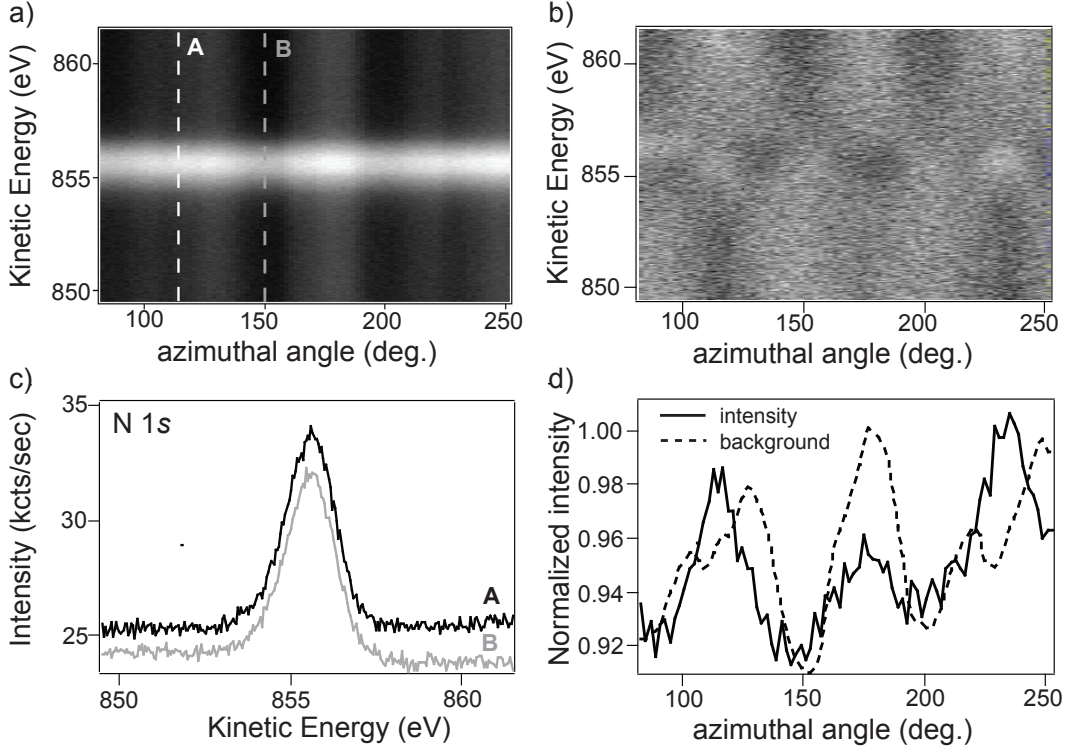 a)
A
B
860
855
850
Kinetic Energy (eV)
100
150
200
250
azimuthal angle (deg.)
b)
860
855
850
Kinetic Energy (eV)
100
150
200
250
azimuthal angle (deg.)
c)
N 1s
35
30
25
Intensity (kcts/sec)
A
B
850
855
860
Kinetic Energy (eV)
d)
intensity
background
1.00
0.98
0.96
0.94
0.92
Normalized intensity
100
150
200
250
azimuthal angle (deg.)